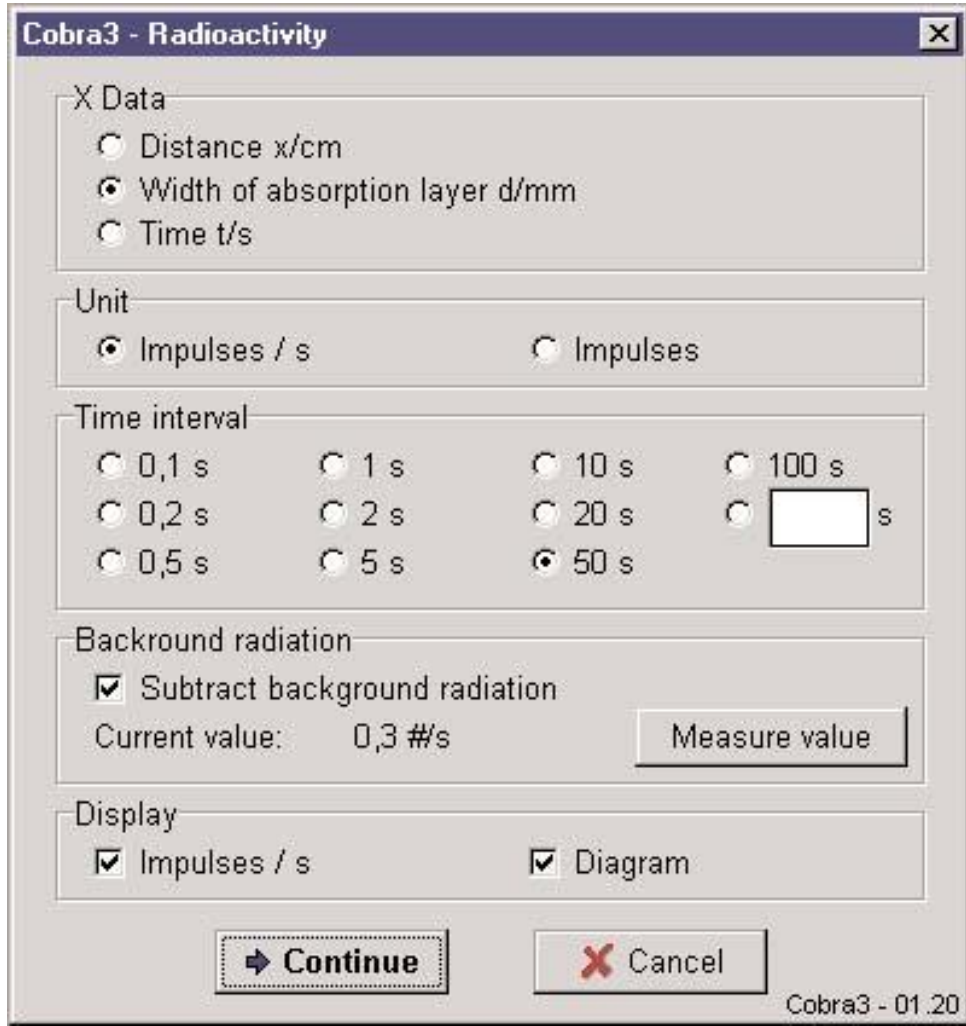 Cobra3 - Radioactivity
X Data
Distance x/cm
Width of absorption layer d/mm
Time t/s
Unit
Impulses / s Impulses
Time interval
0,1 s 1 s 10 s 100 s
0,2 s 2 s 20 s s
0,5 s 5 s 50 s
Backround radiation
Subtract background radiation
Current value: 0,3 #/s Measure value
Display
Impulses / s Diagram
Continue Cancel
Cobra3 - 01.20